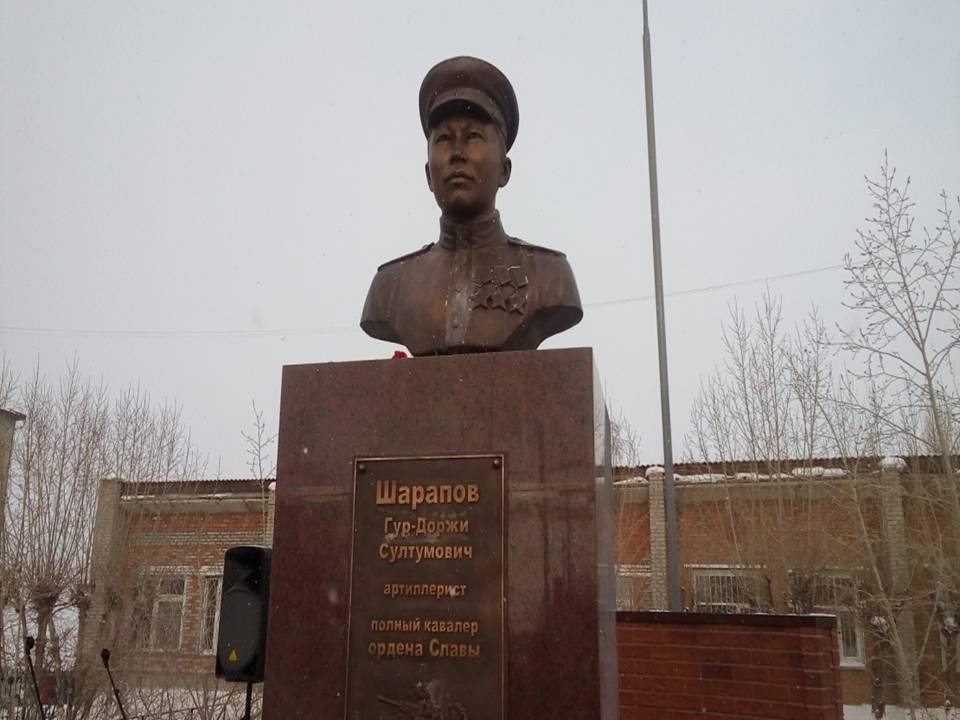 Шарапов
Гур-Доржи
Султумович
артиллерист
полный кавалер
ордена Славы